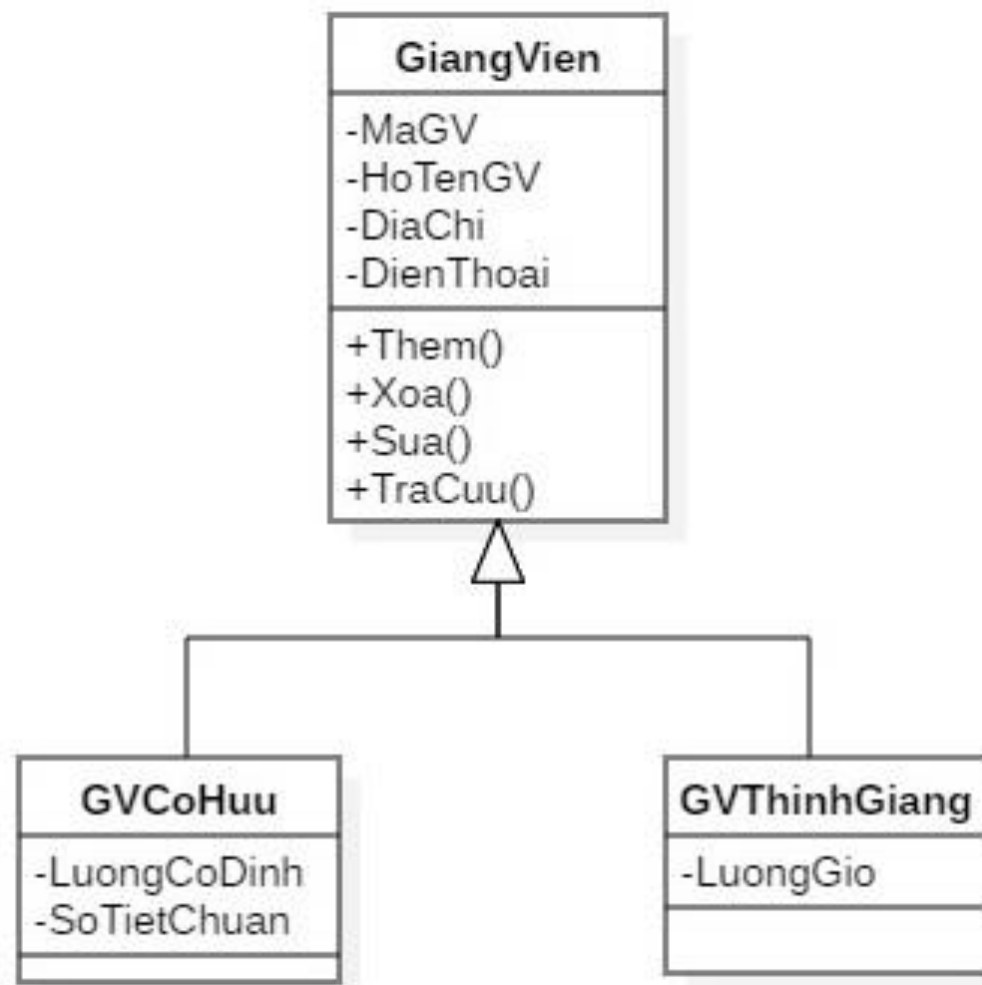 GiangVien
-MaGV
-HoTenGV
-DiaChi
-DienThoai
+Them()
+Xoa()
+Sua()
+TraCuu()
GVCoHuu
-LuongCoDinh
-SoTietChuan
GVThinhGiang
-LuongGio